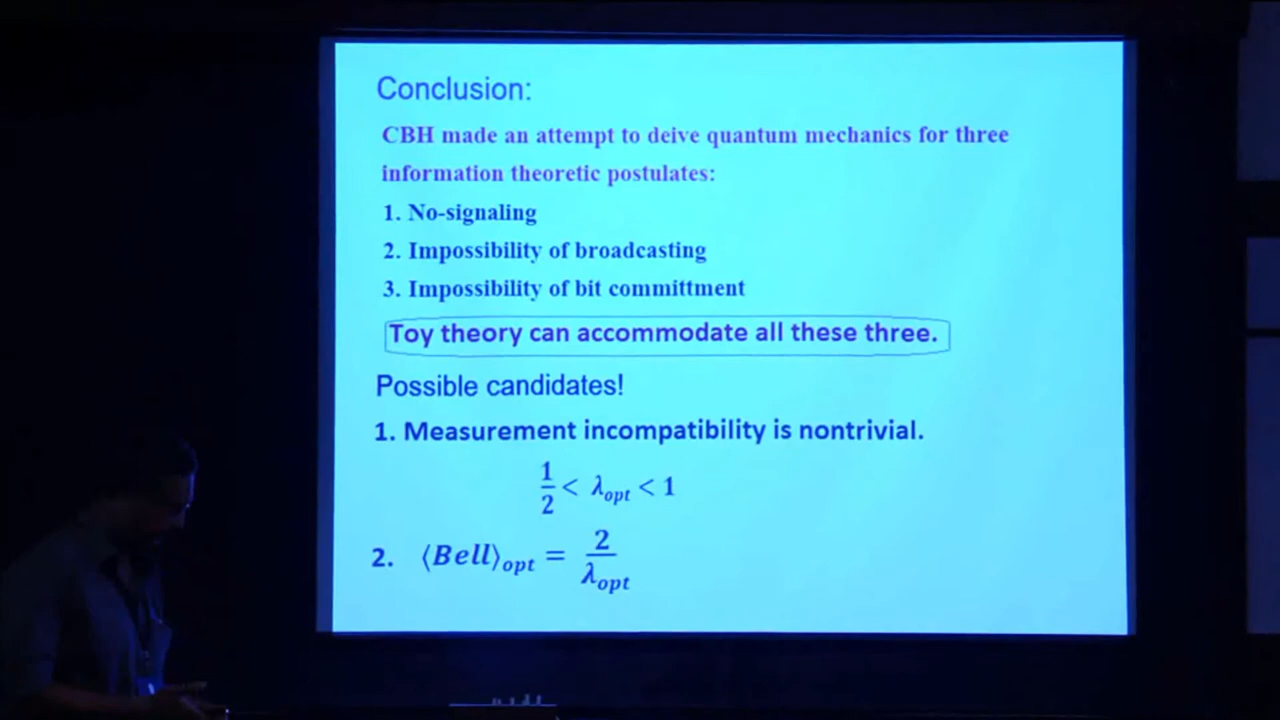 Conclusion:
CBH made an attempt to deive quantum mechanics for three
information theoretic postulates:
1. No-signaling
2. Impossibility of broadcasting
3. Impossibility of bit committment
Toy theory can accommodate all these three.
Possible candidates!
1. Measurement incompatibility is nontrivial.
1/2 < λ_opt < 1
2. ⟨Bell⟩_opt = 2/λ_opt